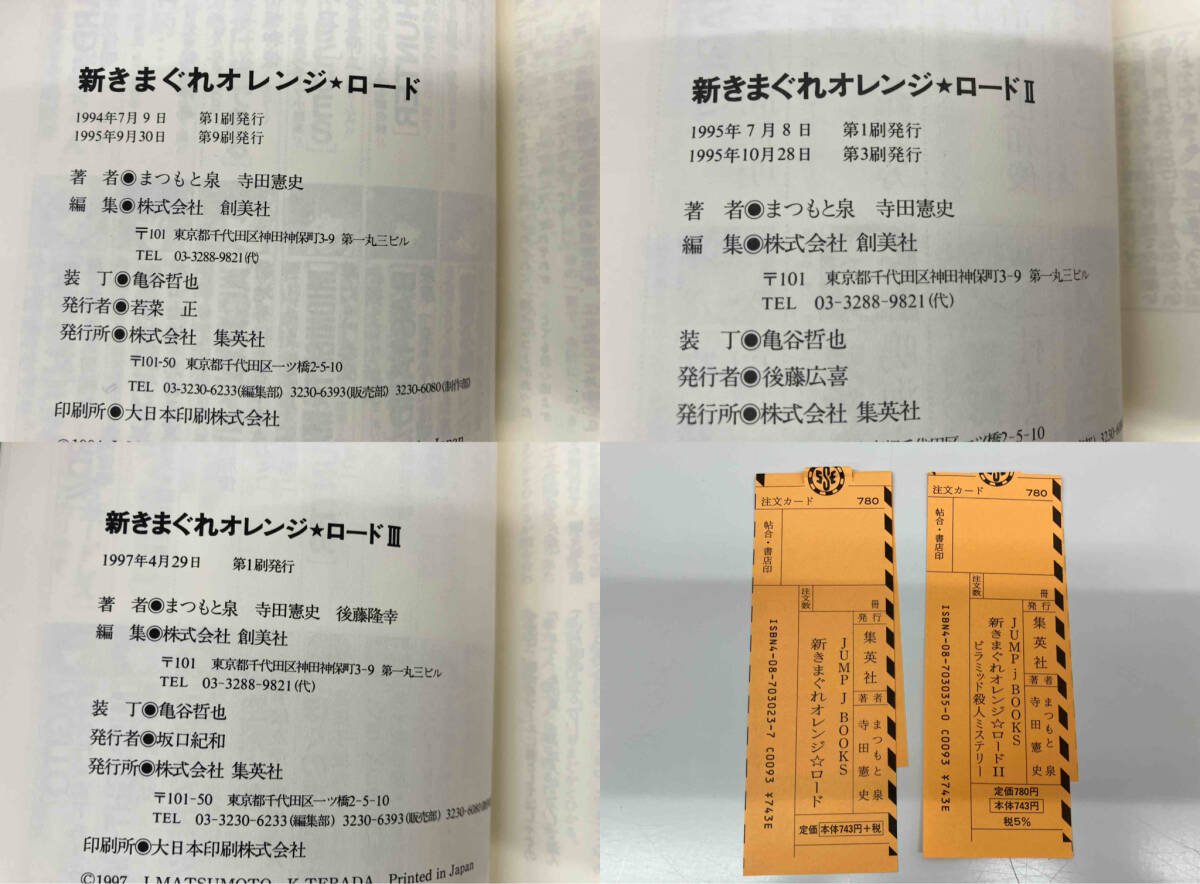 新きまぐれオレンジ★ロード
1994年7月9日 第1刷発行
1995年9月30日 第9刷発行
著 者◉まつもと泉 寺田憲史
編 集◉株式会社 創美社
〒101 東京都千代田区神田神保町3-9 第一丸三ビル
TEL 03-3288-9821(代)
装 丁◉亀谷哲也
発行者◉若菜 正
発行所◉株式会社 集英社
〒101-50 東京都千代田区一ツ橋2-5-10
TEL 03-3230-6233(編集部) 3230-6393(販売部) 3230-6080(制作部)
印刷所◉大日本印刷株式会社
新きまぐれオレンジ★ロードⅡ
1995年7月8日 第1刷発行
1995年10月28日 第3刷発行
著 者◉まつもと泉 寺田憲史
編 集◉株式会社 創美社
〒101 東京都千代田区神田神保町3-9 第一丸三ビル
TEL 03-3288-9821(代)
装 丁◉亀谷哲也
発行者◉後藤広喜
発行所◉株式会社 集英社
東京都千代田区一ツ橋2-5-10
新きまぐれオレンジ★ロードⅢ
1997年4月29日 第1刷発行
著 者◉まつもと泉 寺田憲史 後藤隆幸
編 集◉株式会社 創美社
〒101 東京都千代田区神田神保町3-9 第一丸三ビル
TEL 03-3288-9821(代)
装 丁◉亀谷哲也
発行者◉坂口紀和
発行所◉株式会社 集英社
〒101-50 東京都千代田区一ツ橋2-5-10
TEL 03-3230-6233(編集部) 3230-6393(販売部) 3230-6080
印刷所◉大日本印刷株式会社
©1997 I.MATSUMOTO K.TERADA Printed in Japan
注文カード 780
帖合・書店印
注文数 冊
発行 集英社 著者 まつもと泉 寺田憲史
JUMP J BOOKS
新きまぐれオレンジ☆ロード
ISBN4-08-703023-7 C0093 ¥743E
定価 本体743円+税
注文カード 780
帖合・書店印
注文数 冊
発行 集英社 著者 まつもと泉 寺田憲史
JUMP j BOOKS
新きまぐれオレンジ☆ロードII
ピラミッド殺人ミステリー
ISBN4-08-703035-0 C0093 ¥743E
定価780円
本体743円
税5%